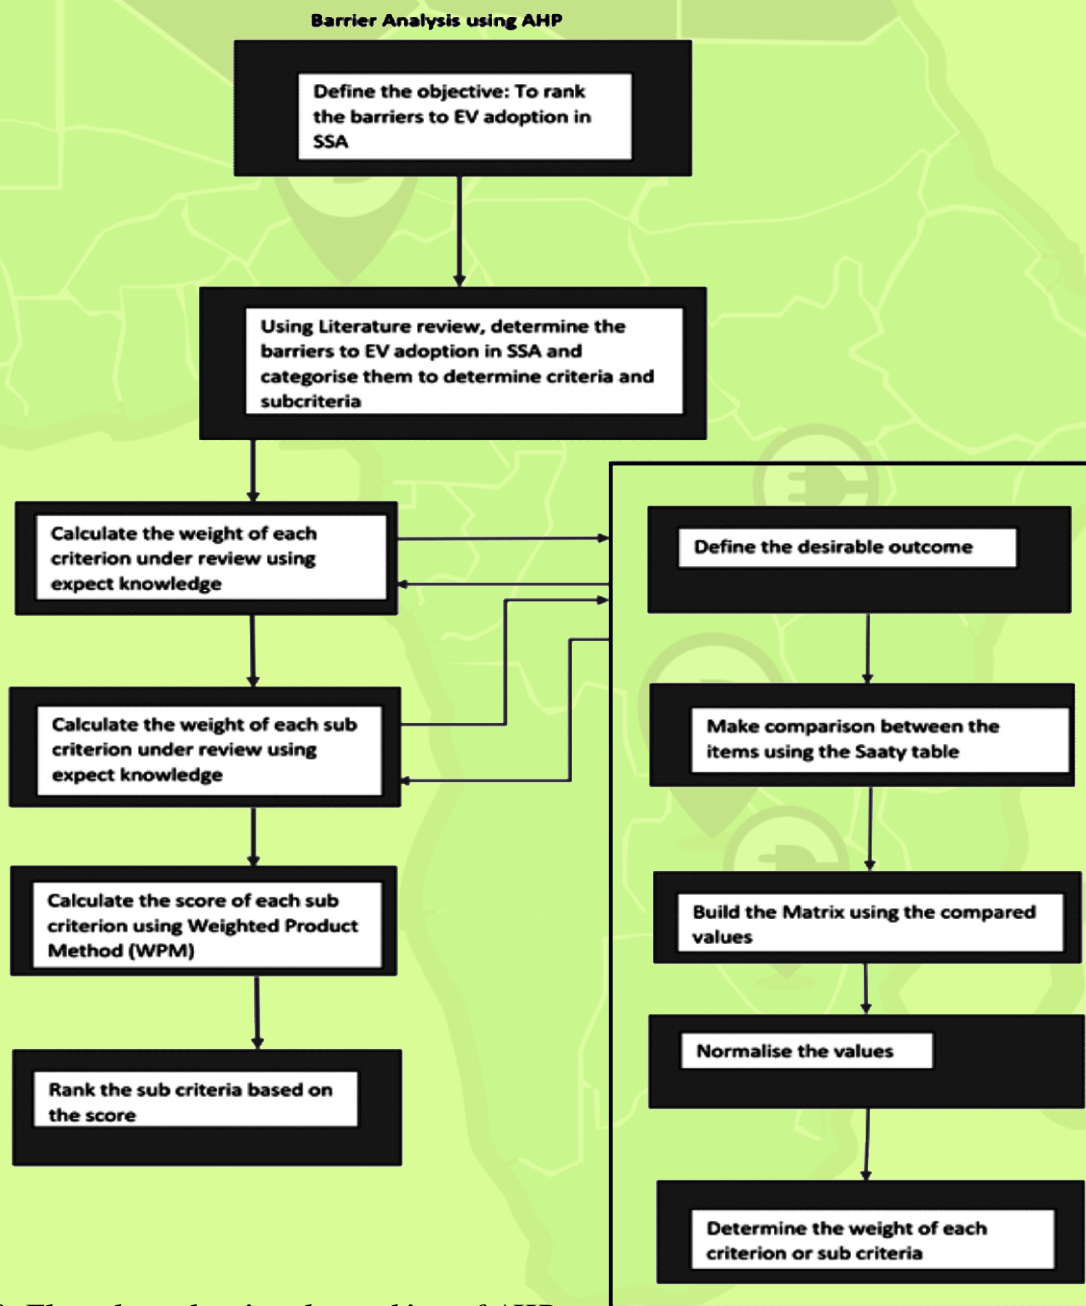 Barrier Analysis using AHP
Define the objective: To rank
the barriers to EV adoption in
SSA
Using Literature review, determine the
barriers to EV adoption in SSA and
categorise them to determine criteria and
subcriteria
Calculate the weight of each
criterion under review using
expect knowledge
Calculate the weight of each sub
criterion under review using
expect knowledge
Calculate the score of each sub
criterion using Weighted Product
Method (WPM)
Rank the sub criteria based on
the score
Define the desirable outcome
Make comparison between the
items using the Saaty table
Build the Matrix using the compared
values
Normalise the values
Determine the weight of each
criterion or sub criteria